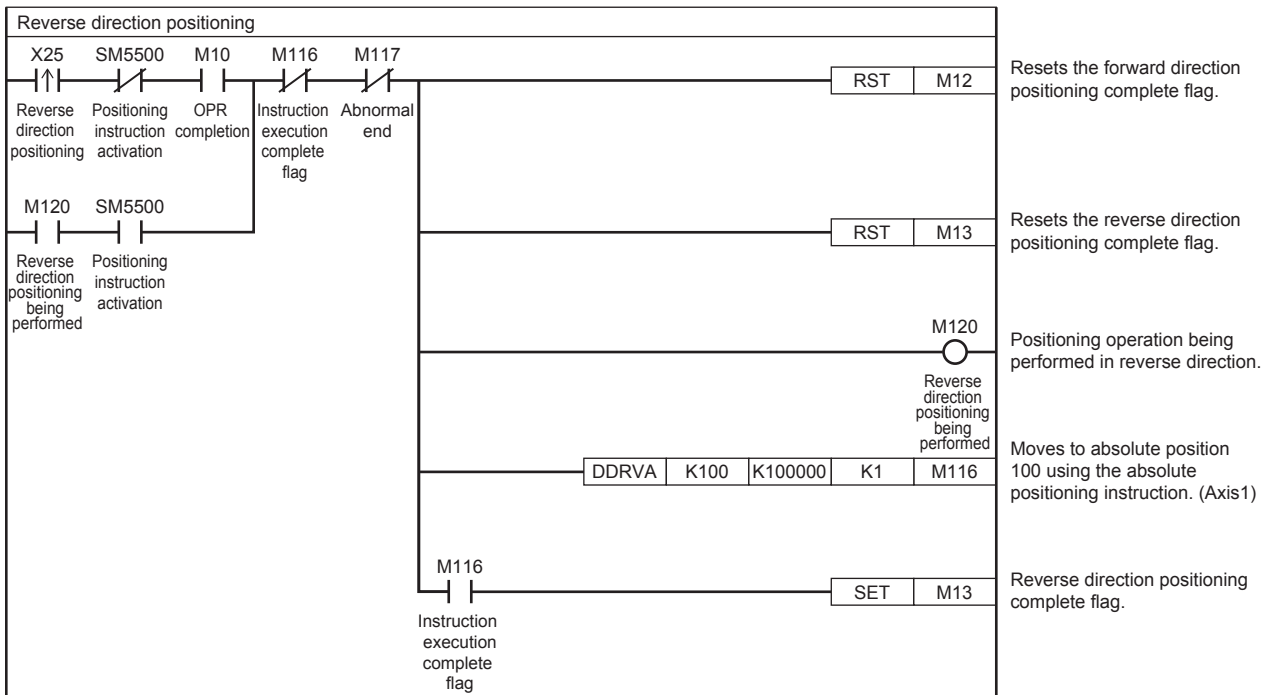 Reverse direction positioning
X25 SM5500 M10 M116 M117
Reverse direction positioning
Positioning instruction activation
OPR completion
Instruction execution complete flag
Abnormal end
RST M12
Resets the forward direction
positioning complete flag.
M120 SM5500
Reverse direction positioning being performed
Positioning instruction activation
RST M13
Resets the reverse direction
positioning complete flag.
M120
Reverse
direction
positioning
being
performed
Positioning operation being
performed in reverse direction.
DDRVA K100 K100000 K1 M116
Moves to absolute position
100 using the absolute
positioning instruction. (Axis1)
M116
Instruction
execution
complete
flag
SET M13
Reverse direction positioning
complete flag.